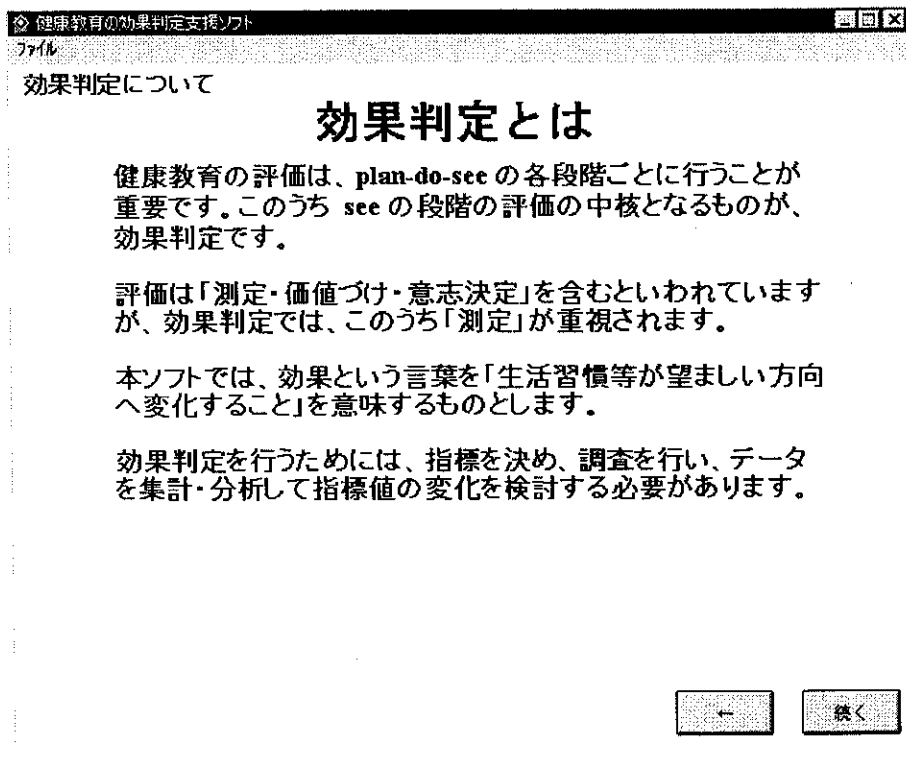 健康教育の効果判定支援ソフト
ファイル
効果判定について
効果判定とは
健康教育の評価は、plan-do-see の各段階ごとに行うことが
重要です。このうち see の段階の評価の中核となるものが、
効果判定です。
評価は「測定・価値づけ・意志決定」を含むといわれています
が、効果判定では、このうち「測定」が重視されます。
本ソフトでは、効果という言葉を「生活習慣等が望ましい方向
へ変化すること」を意味するものとします。
効果判定を行うためには、指標を決め、調査を行い、データ
を集計・分析して指標値の変化を検討する必要があります。
← 続く